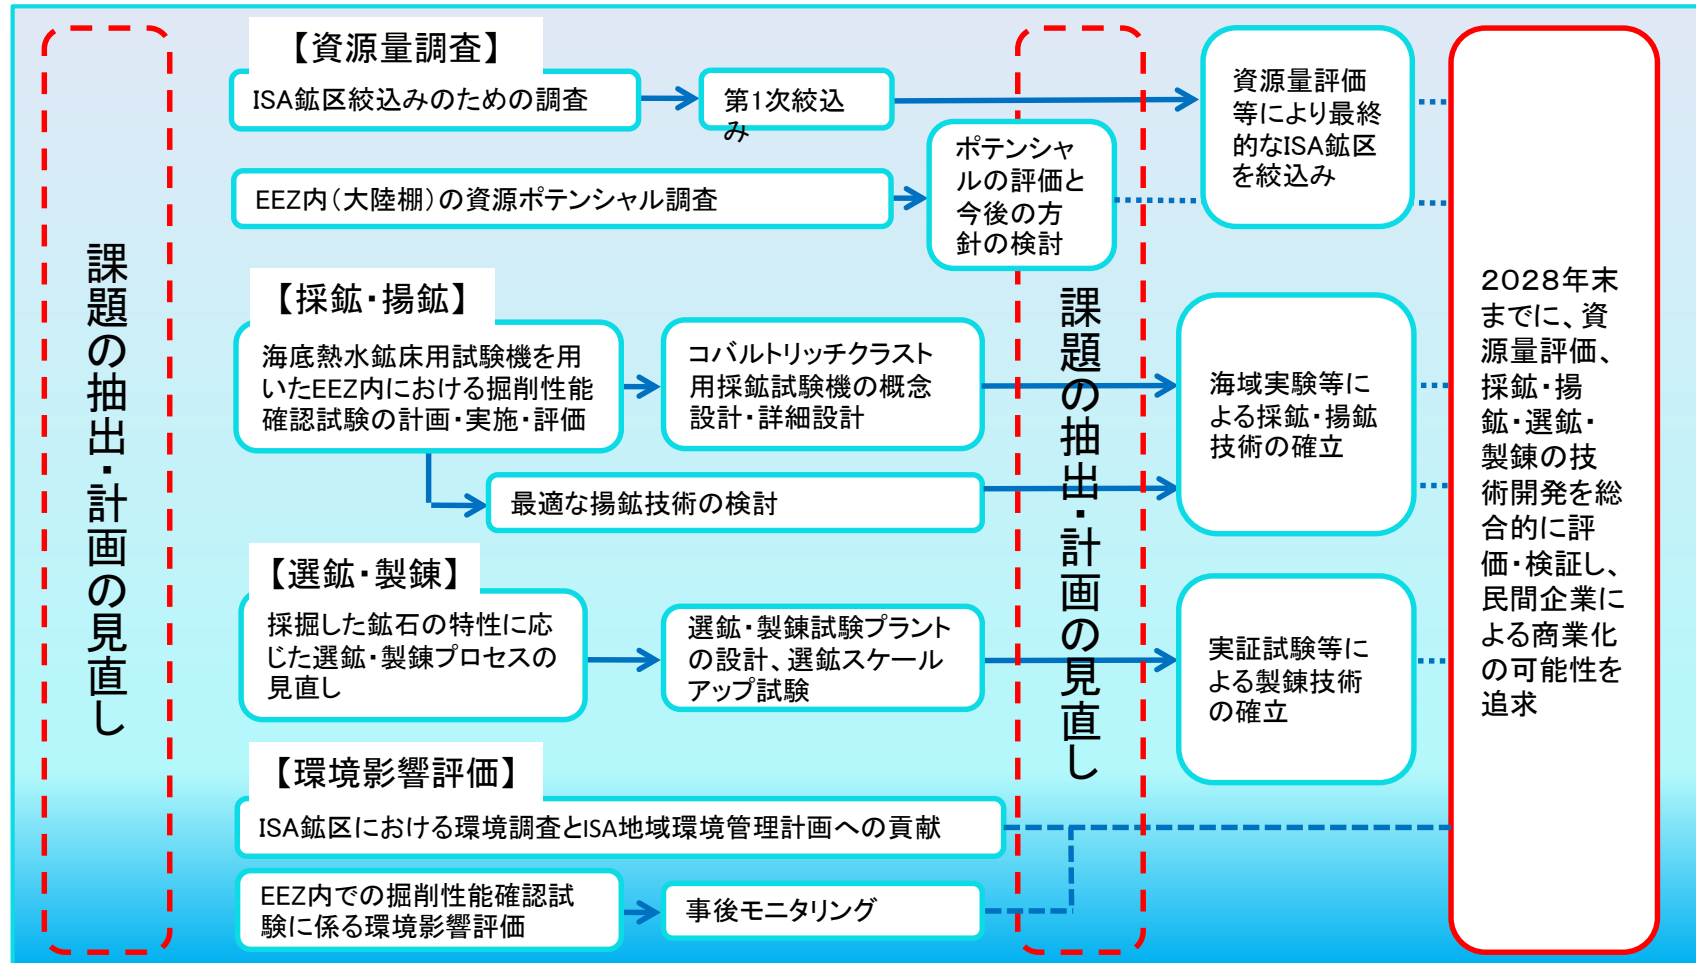 課題の抽出・計画の見直し
【資源量調査】
ISA鉱区絞込みのための調査
第1次絞込
み
資源量評価
等により最終
的なISA鉱区
を絞込み
EEZ内（大陸棚）の資源ポテンシャル調査
ポテンシャ
ルの評価と
今後の方
針の検討
【採鉱・揚鉱】
海底熱水鉱床用試験機を用
いたEEZ内における掘削性能
確認試験の計画・実施・評価
コバルトリッチクラスト
用採鉱試験機の概念
設計・詳細設計
最適な揚鉱技術の検討
海域実験等に
よる採鉱・揚鉱
技術の確立
【選鉱・製錬】
採掘した鉱石の特性に応
じた選鉱・製錬プロセスの
見直し
選鉱・製錬試験プラント
の設計、選鉱スケール
アップ試験
実証試験等に
よる製錬技術
の確立
【環境影響評価】
ISA鉱区における環境調査とISA地域環境管理計画への貢献
EEZ内での掘削性能確認試
験に係る環境影響評価
事後モニタリング
課題の抽出・計画の見直し
２０２８年末
までに、資
源量評価、
採鉱・揚
鉱・選鉱・
製錬の技
術開発を総
合的に評
価・検証し、
民間企業に
よる商業化
の可能性を
追求